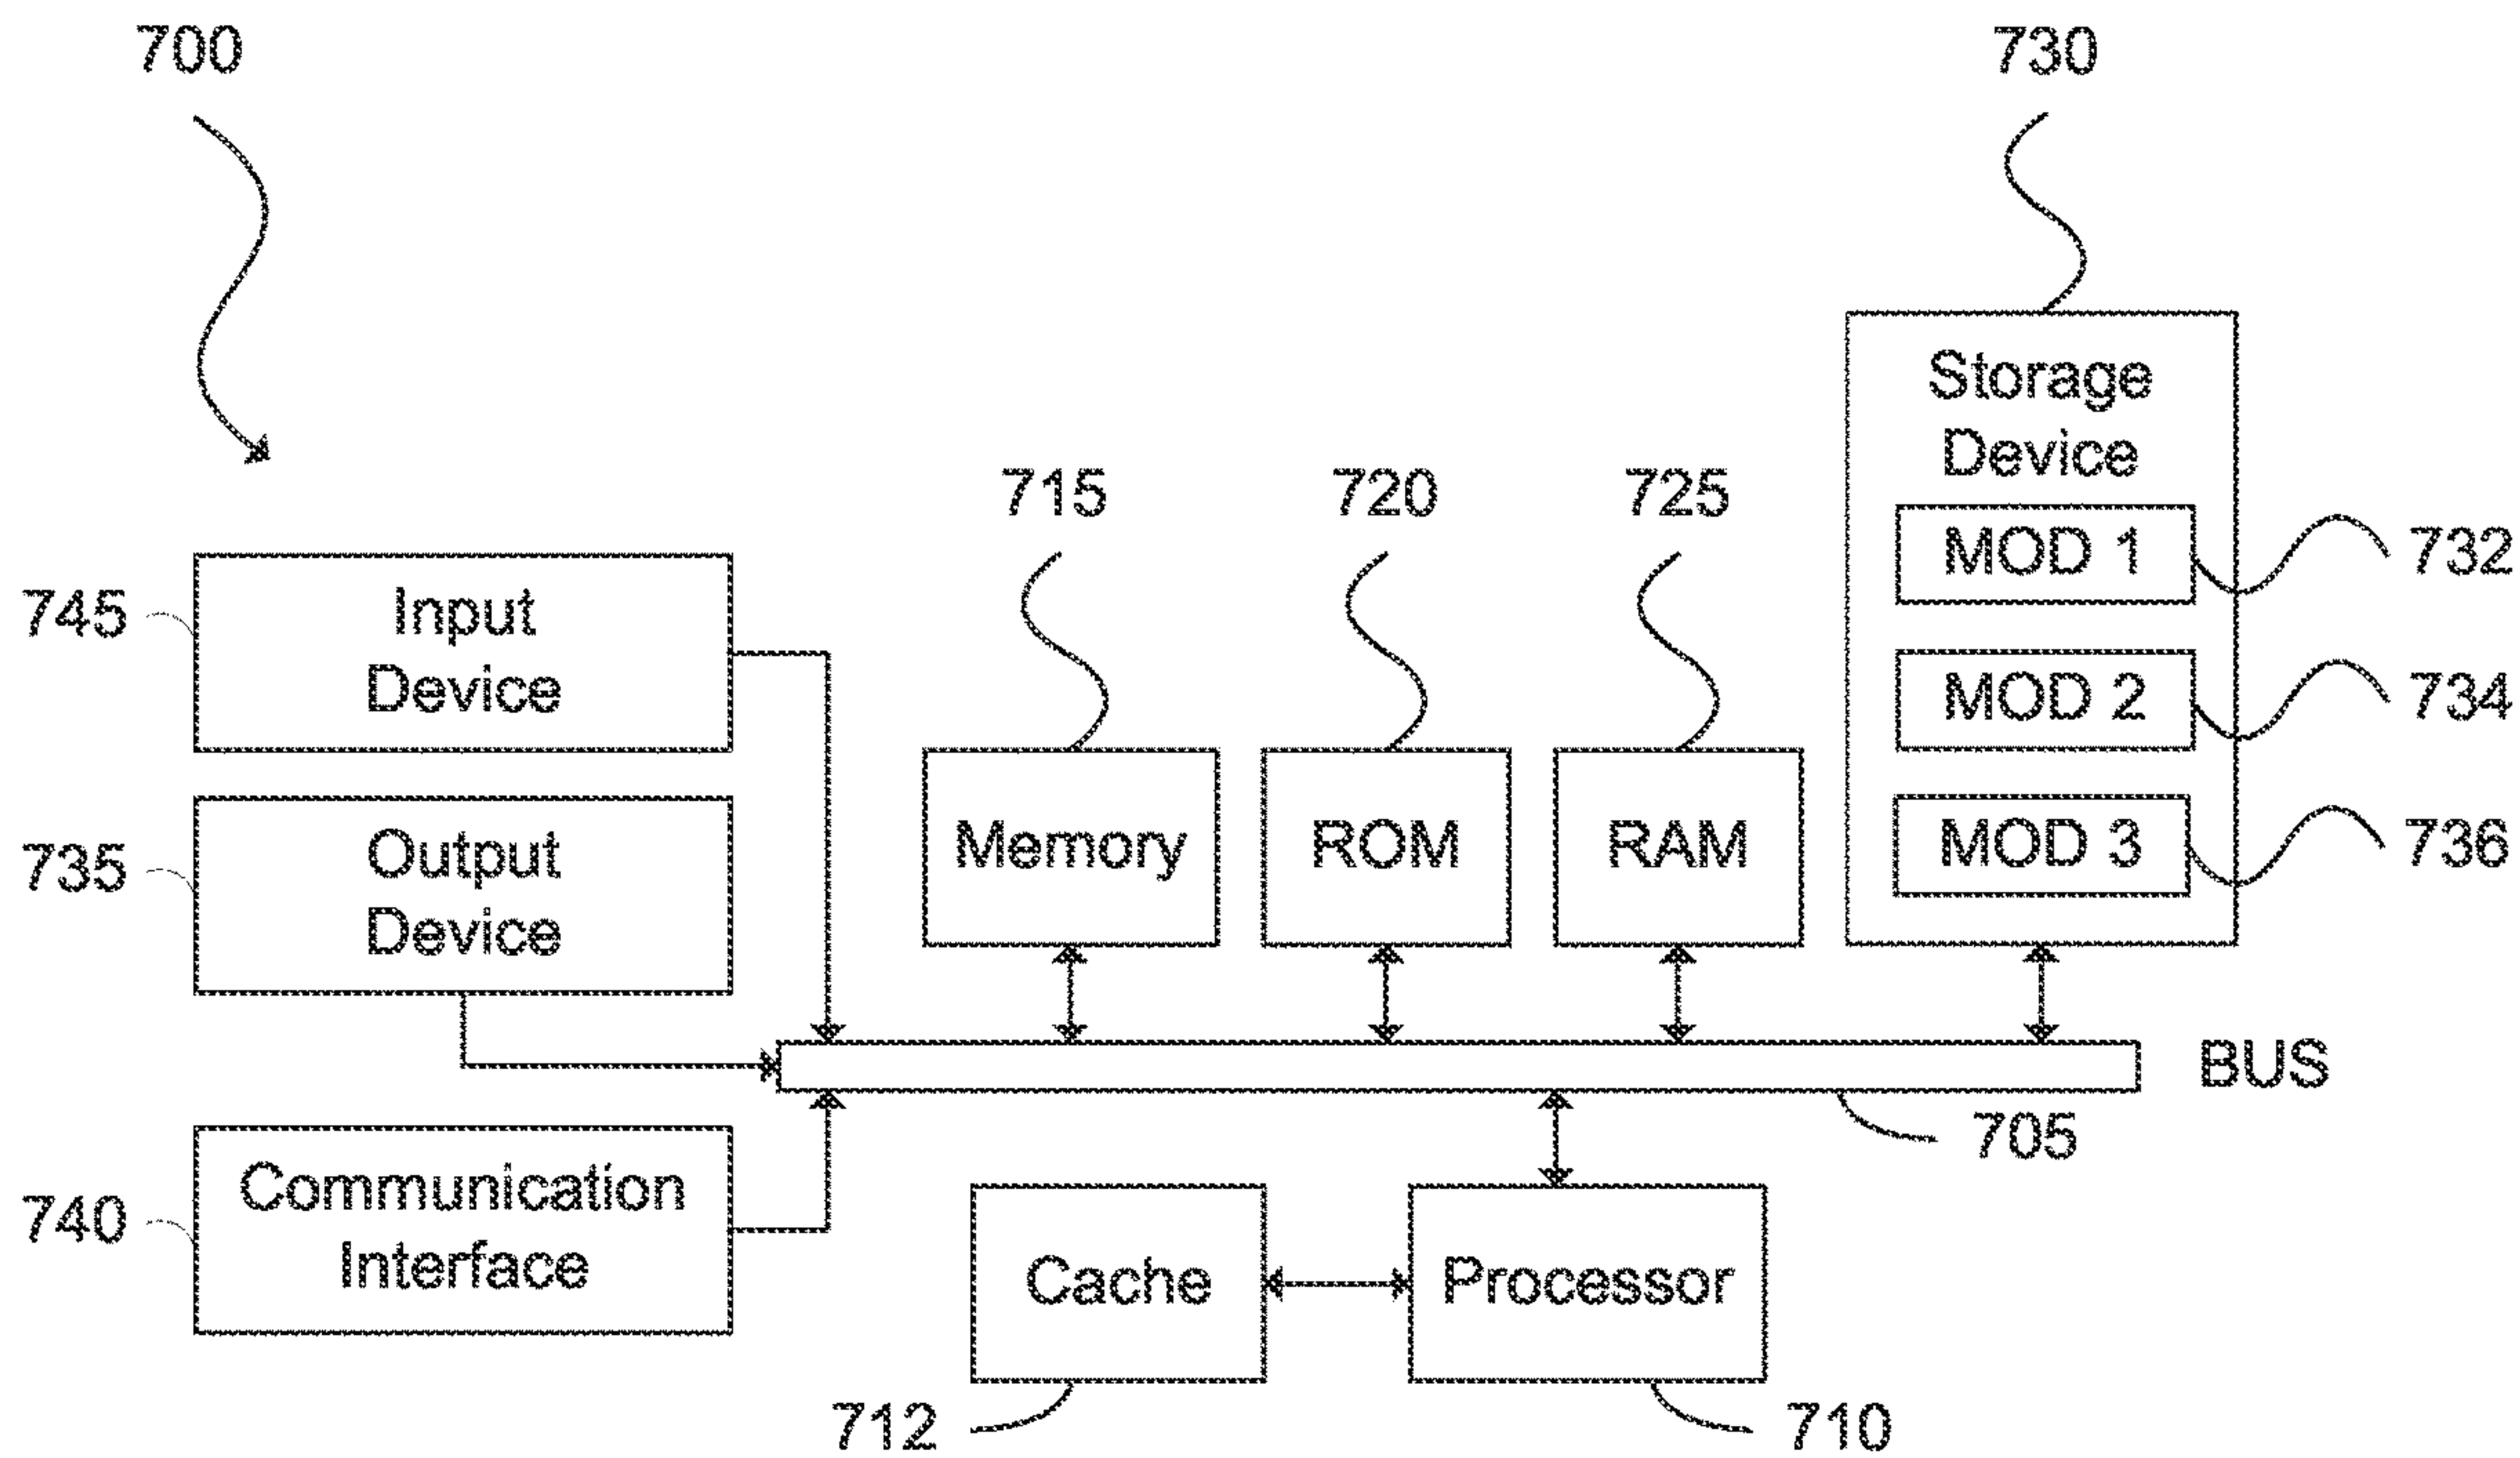 700
730
Storage
Device
715
720
725
MOD 1
732
745
Input
Device
MOD 2
734
735
Output
Device
Memory
ROM
RAM
MOD 3
736
BUS
705
740
Communication
Interface
Cache
Processor
712
710